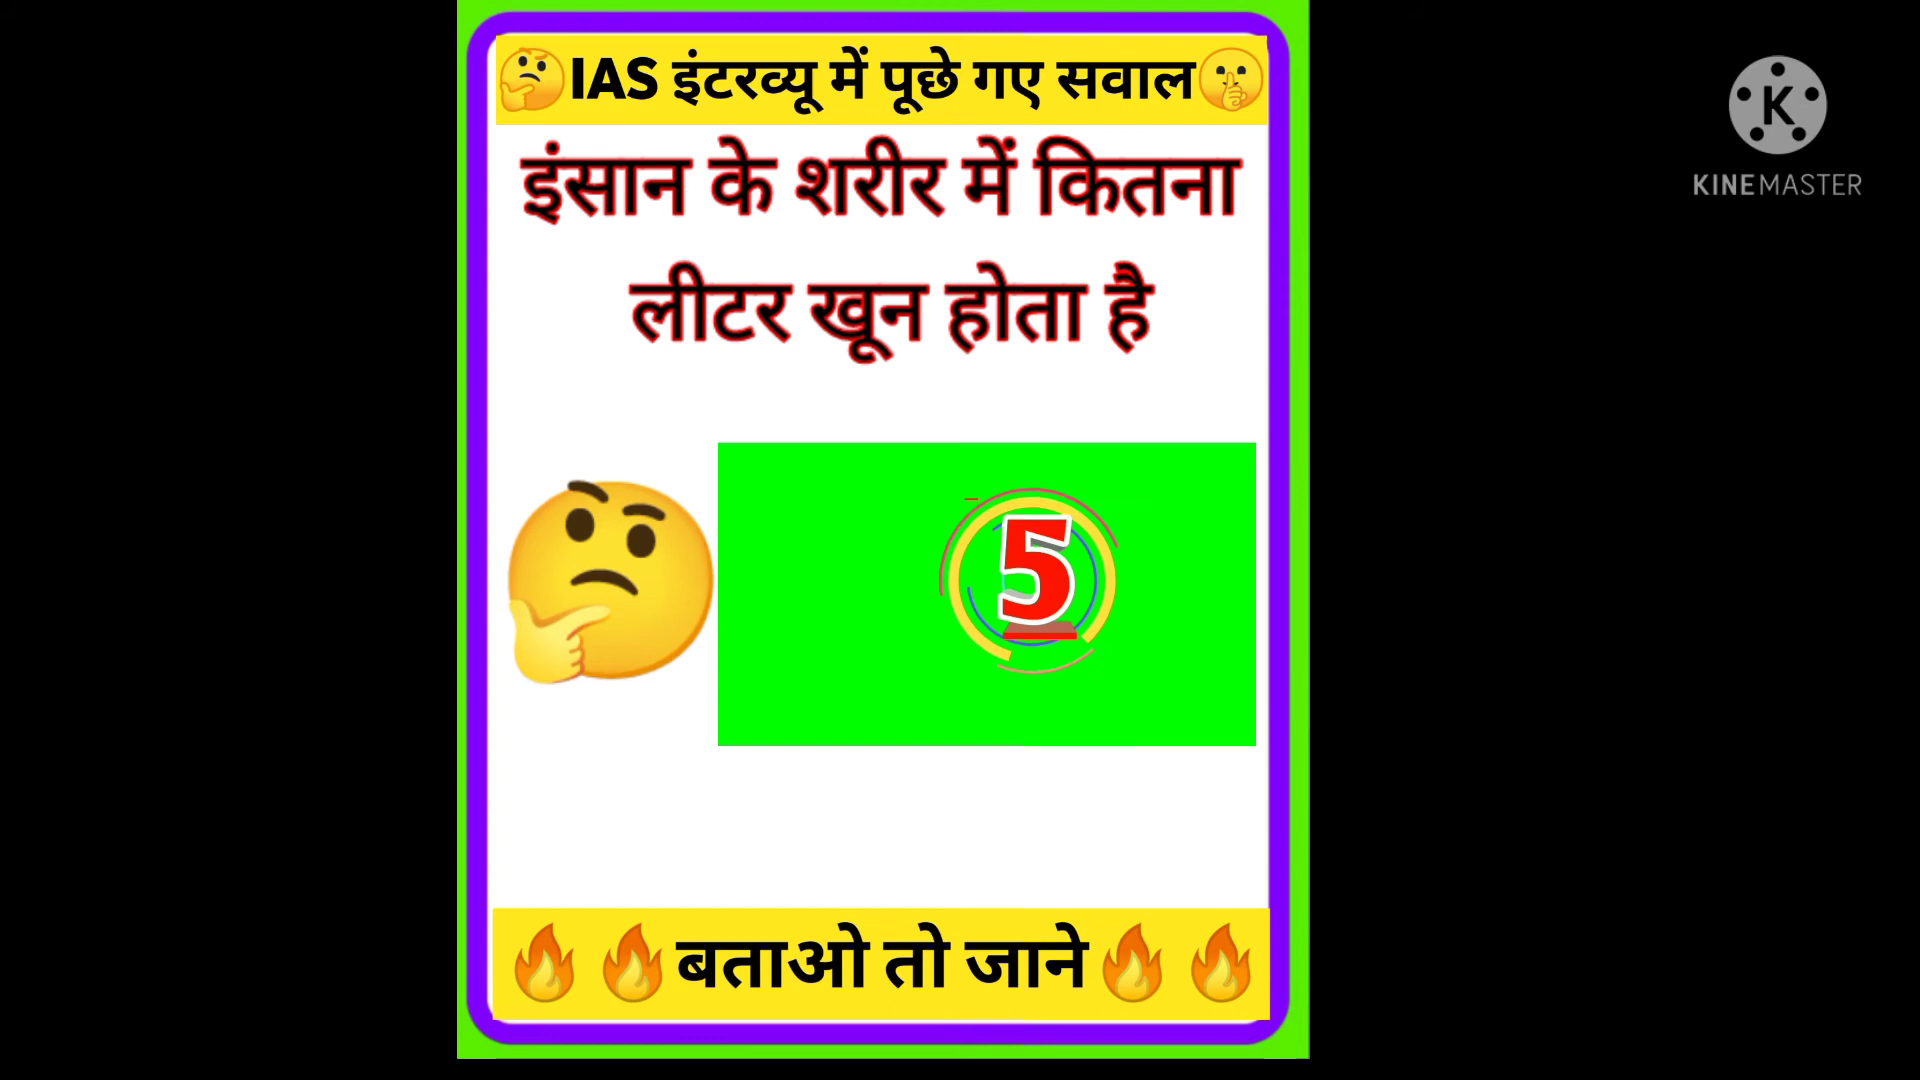 🤔IAS इंटरव्यू में पूछे गए सवाल🤫
इंसान के शरीर में कितना
लीटर खून होता है
5
🔥 🔥बताओ तो जाने🔥 🔥
K
KINEMASTER